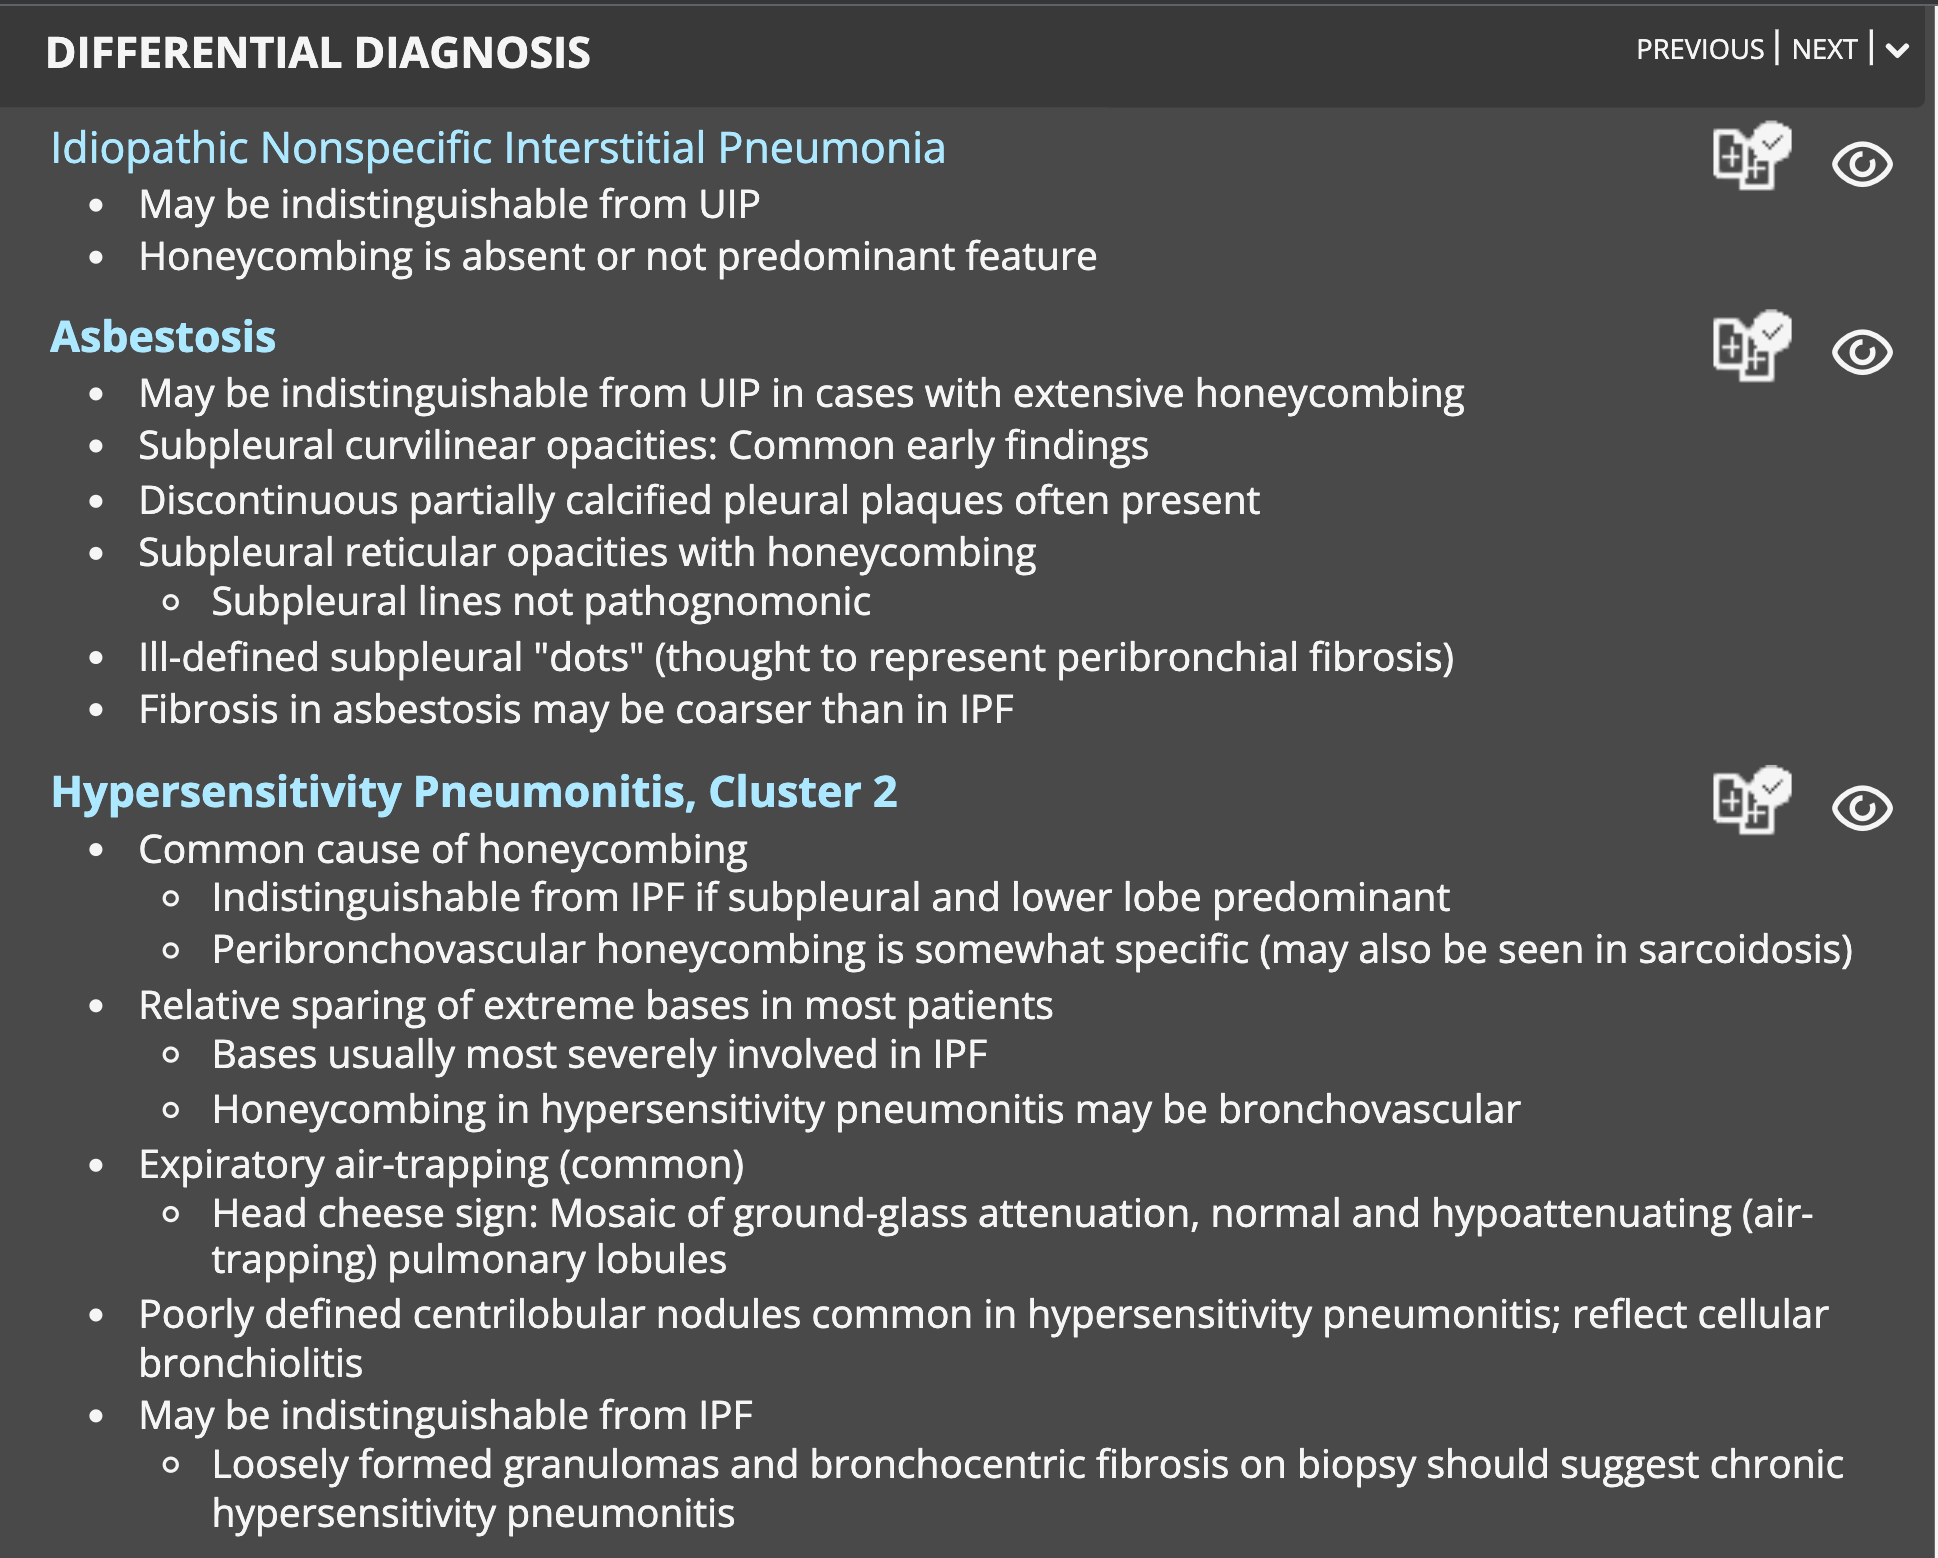 DIFFERENTIAL DIAGNOSIS
PREVIOUS | NEXT |
Idiopathic Nonspecific Interstitial Pneumonia
• May be indistinguishable from UIP
• Honeycombing is absent or not predominant feature
Asbestosis
• May be indistinguishable from UIP in cases with extensive honeycombing
• Subpleural curvilinear opacities: Common early findings
• Discontinuous partially calcified pleural plaques often present
• Subpleural reticular opacities with honeycombing
○ Subpleural lines not pathognomonic
• Ill-defined subpleural "dots" (thought to represent peribronchial fibrosis)
• Fibrosis in asbestosis may be coarser than in IPF
Hypersensitivity Pneumonitis, Cluster 2
• Common cause of honeycombing
○ Indistinguishable from IPF if subpleural and lower lobe predominant
○ Peribronchovascular honeycombing is somewhat specific (may also be seen in sarcoidosis)
• Relative sparing of extreme bases in most patients
○ Bases usually most severely involved in IPF
○ Honeycombing in hypersensitivity pneumonitis may be bronchovascular
• Expiratory air-trapping (common)
○ Head cheese sign: Mosaic of ground-glass attenuation, normal and hypoattenuating (air-
trapping) pulmonary lobules
• Poorly defined centrilobular nodules common in hypersensitivity pneumonitis; reflect cellular
bronchiolitis
• May be indistinguishable from IPF
○ Loosely formed granulomas and bronchocentric fibrosis on biopsy should suggest chronic
hypersensitivity pneumonitis